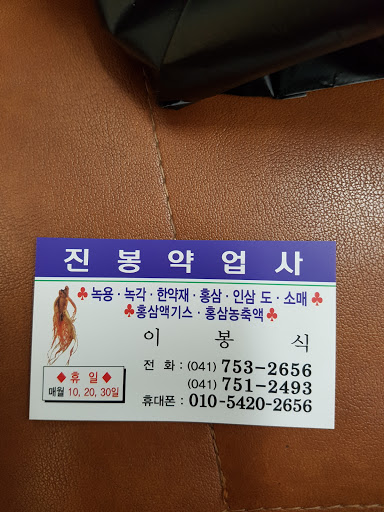 진봉약업사
♣ 녹용 · 녹각 · 한약재 · 홍삼 · 인삼 도 · 소매 ♣
♣홍삼액기스 · 홍삼농축액♣
이 봉 식
전 화 : (041) 753-2656
(041) 751-2493
휴대폰 : 010-5420-2656
◆ 휴 일 ◆
매월 10, 20, 30일